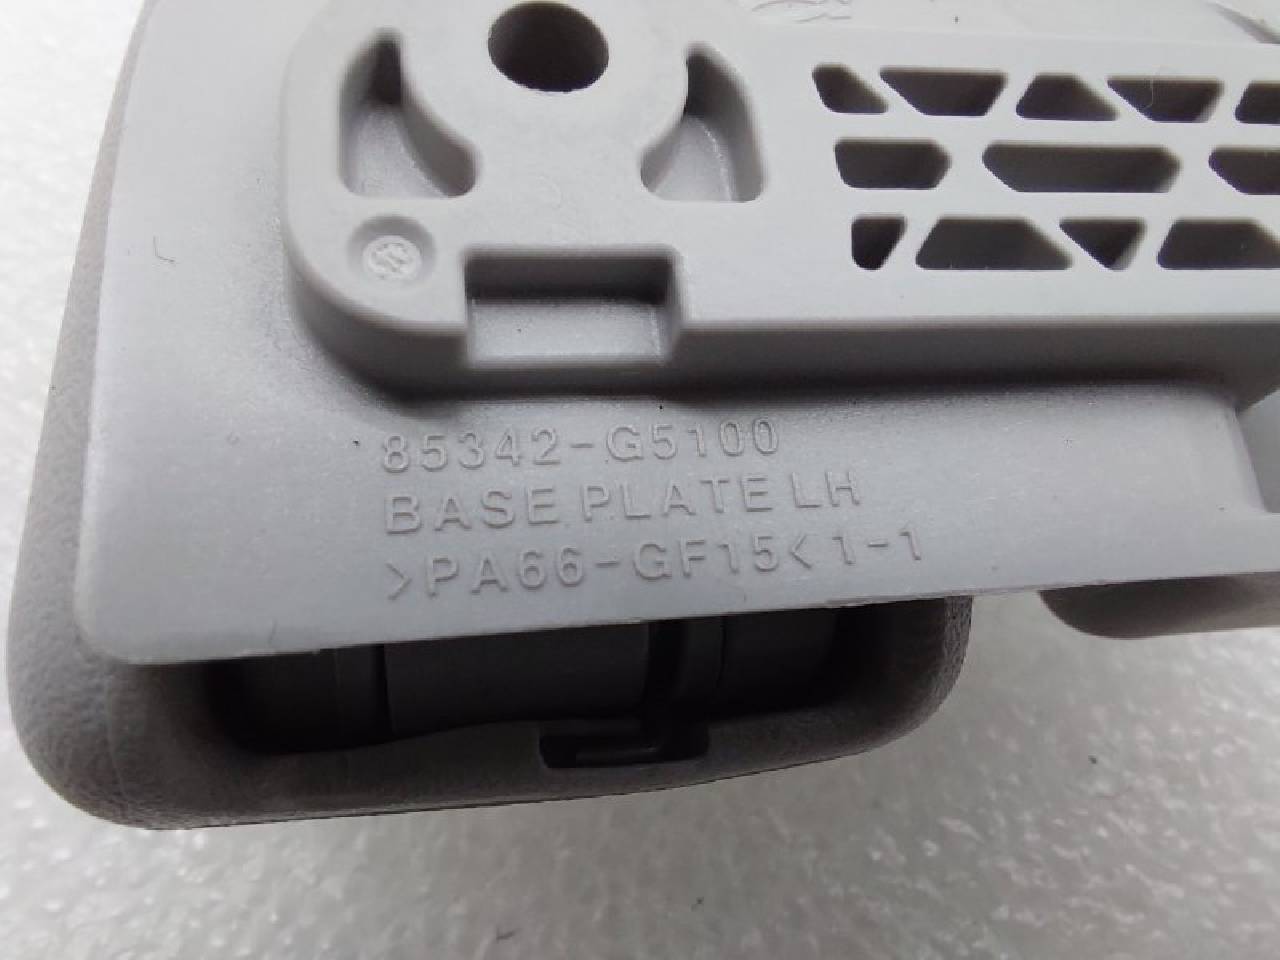 85342-G5100
BASE PLATE LH
>PA66-GF15< 1-1